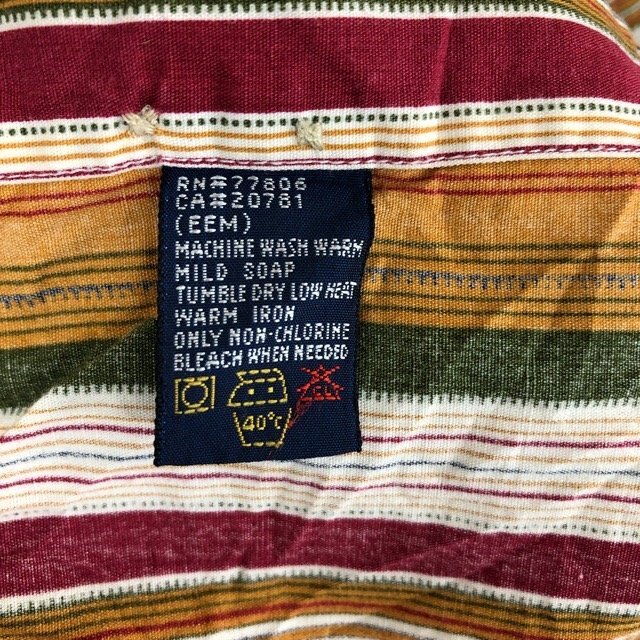 RN#77806
CA#20781
(EEM)
MACHINE WASH WARM
MILD SOAP
TUMBLE DRY LOW HEAT
WARM IRON
ONLY NON-CHLORINE
BLEACH WHEN NEEDED
CL
40°C